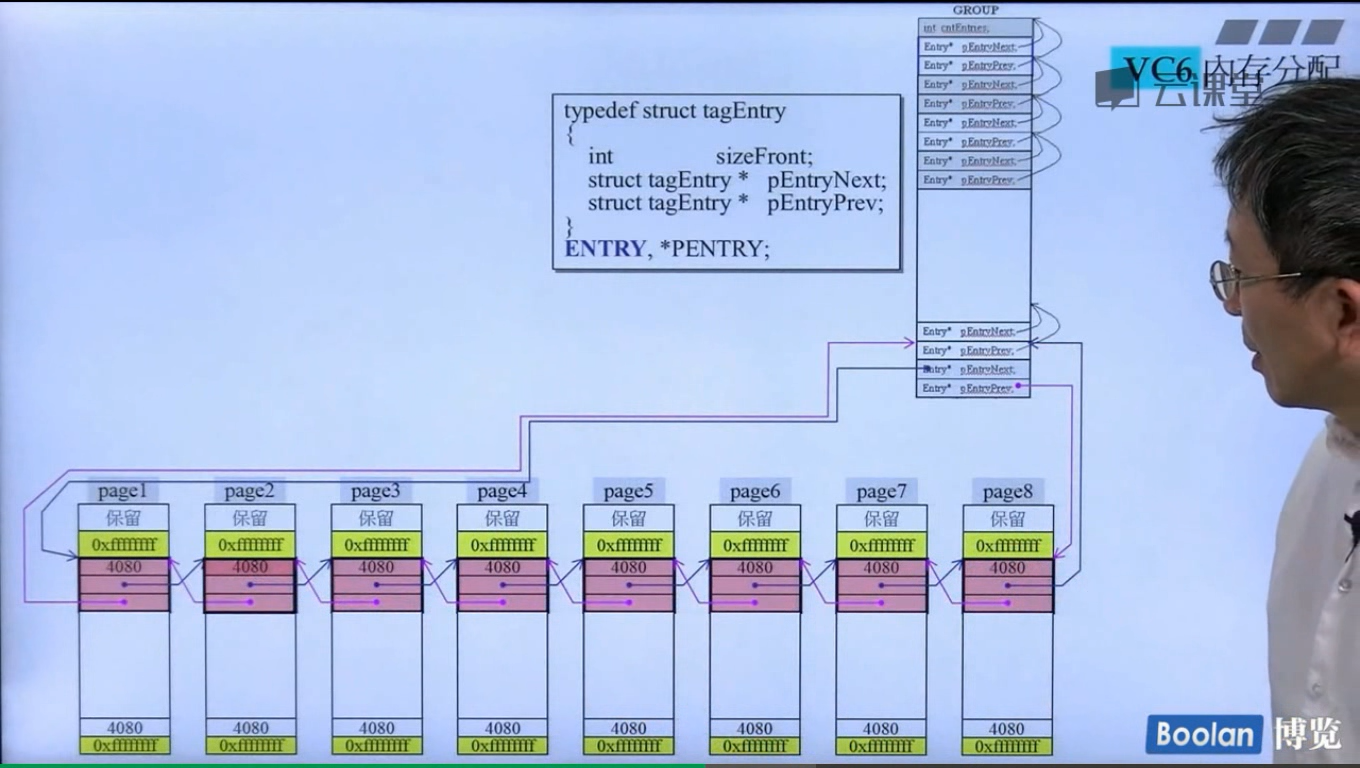 GROUP
int cntEntries;
Entry* pEntryNext;
Entry* pEntryPrev;
Entry* pEntryNext;
Entry* pEntryPrev;
Entry* pEntryNext;
Entry* pEntryPrev;
Entry* pEntryNext;
Entry* pEntryPrev;
VC6 内存分配
云课堂
typedef struct tagEntry
{
int sizeFront;
struct tagEntry * pEntryNext;
struct tagEntry * pEntryPrev;
}
ENTRY, *PENTRY;
Entry* pEntryNext;
Entry* pEntryPrev;
Entry* pEntryNext;
Entry* pEntryPrev;
page1 page2 page3 page4 page5 page6 page7 page8
保留 保留 保留 保留 保留 保留 保留 保留
0xffffffff 0xffffffff 0xffffffff 0xffffffff 0xffffffff 0xffffffff 0xffffffff 0xffffffff
4080 4080 4080 4080 4080 4080 4080 4080
4080 4080 4080 4080 4080 4080 4080 4080
0xffffffff 0xffffffff 0xffffffff 0xffffffff 0xffffffff 0xffffffff 0xffffffff 0xffffffff
Boolan 博览